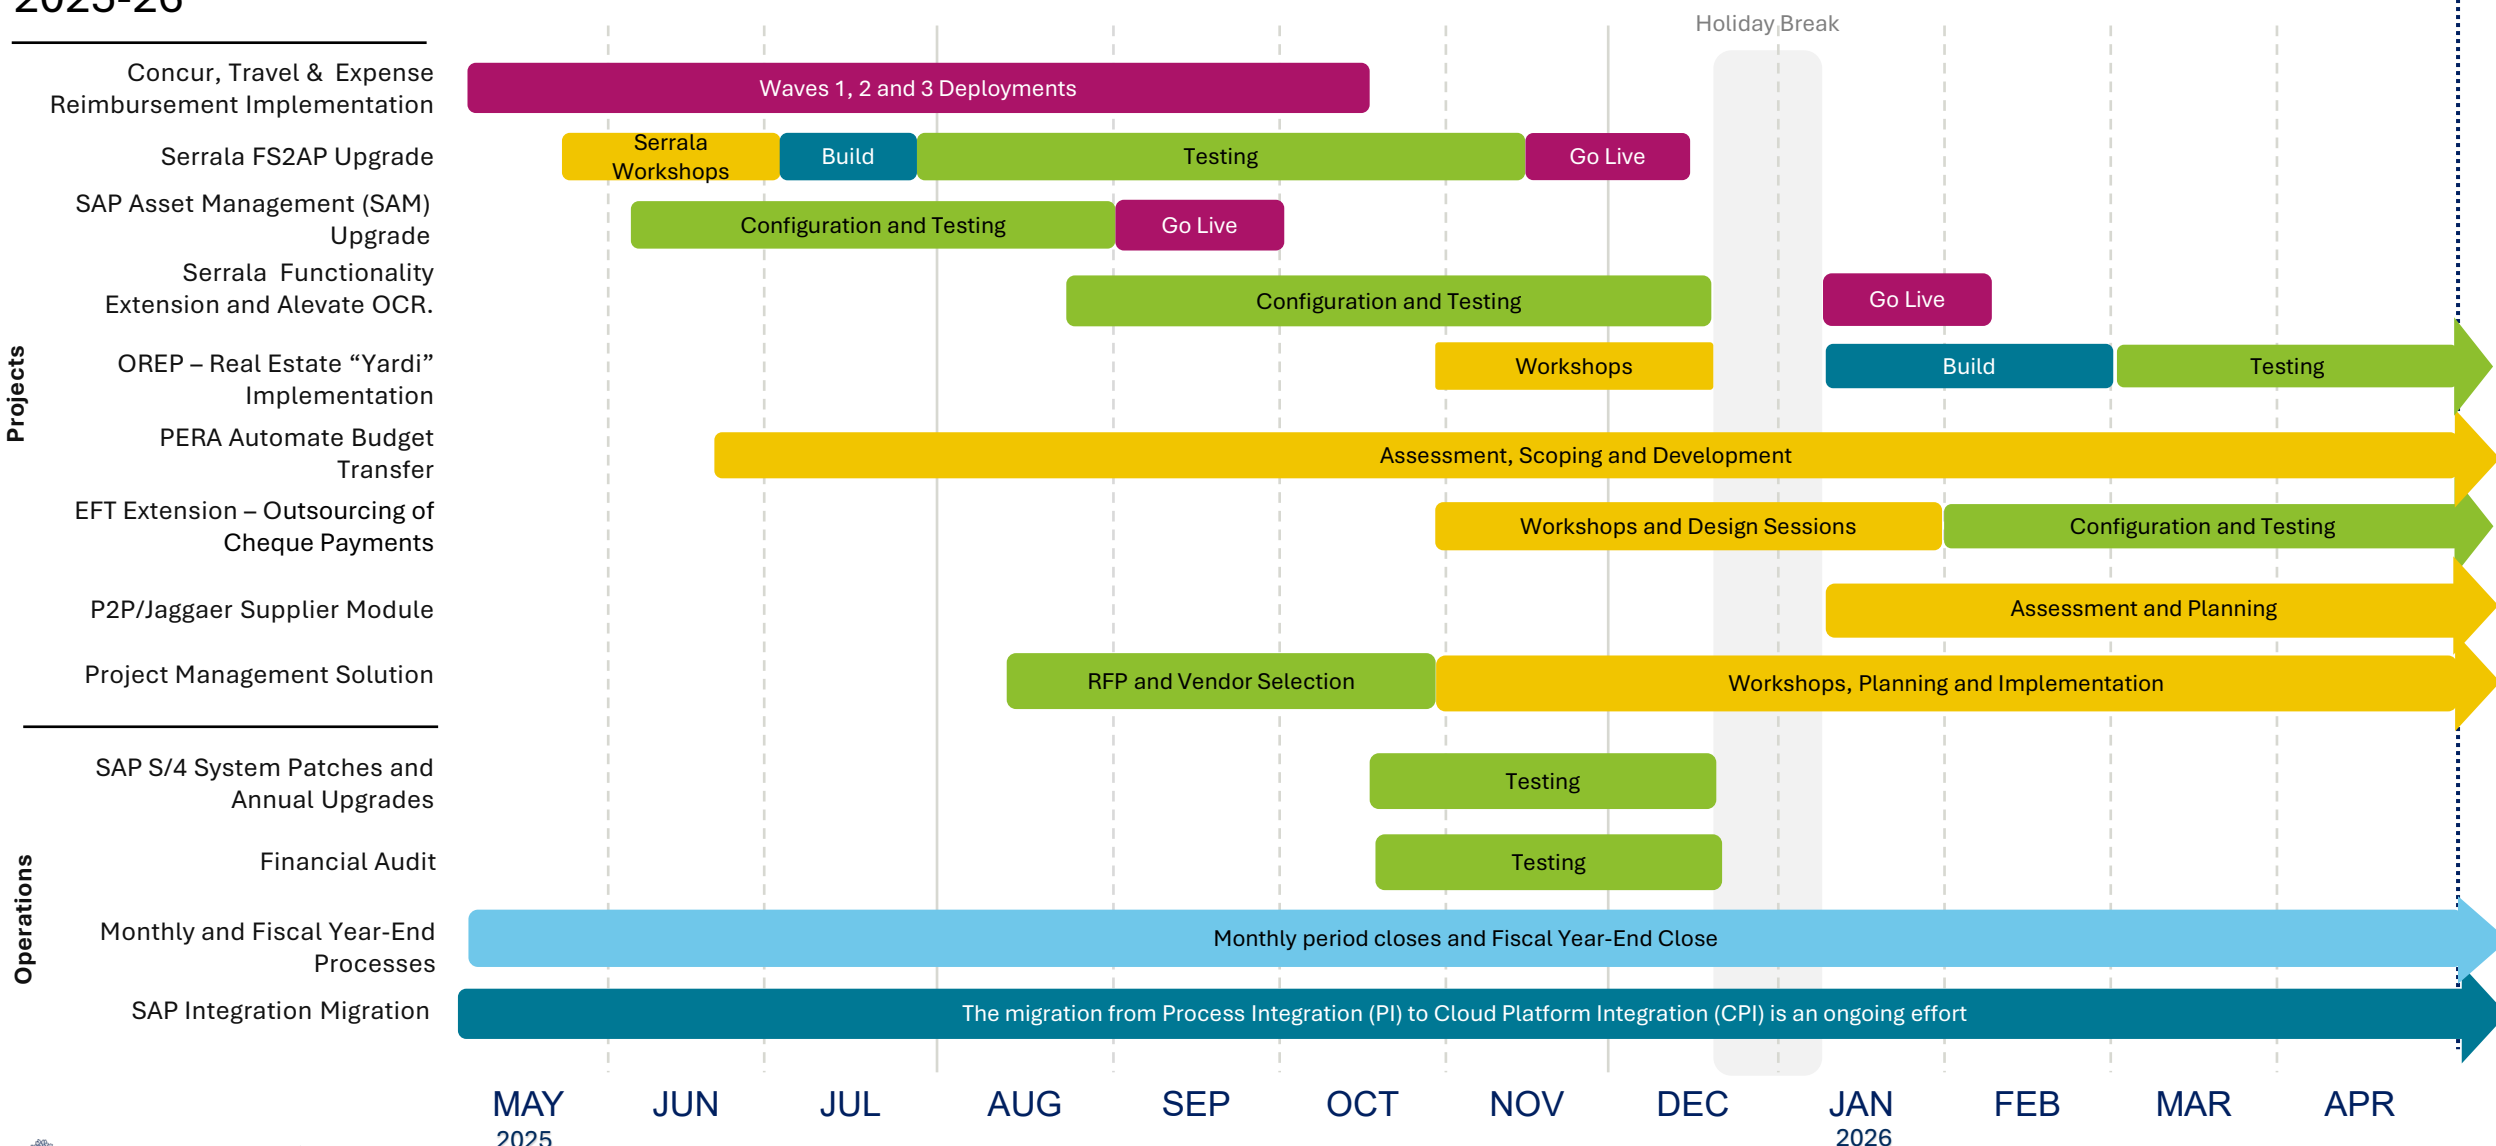 2025-26
Holiday Break
Concur, Travel & Expense
Reimbursement Implementation
Waves 1, 2 and 3 Deployments
Serrala FS2AP Upgrade
Serrala
Workshops
Build
Testing
Go Live
SAP Asset Management (SAM)
Upgrade
Configuration and Testing
Go Live
Serrala Functionality
Extension and Alevate OCR.
Configuration and Testing
Go Live
Projects
OREP – Real Estate “Yardi”
Implementation
Workshops
Build
Testing
PERA Automate Budget
Transfer
Assessment, Scoping and Development
EFT Extension – Outsourcing of
Cheque Payments
Workshops and Design Sessions
Configuration and Testing
P2P/Jaggaer Supplier Module
Assessment and Planning
Project Management Solution
RFP and Vendor Selection
Workshops, Planning and Implementation
Operations
SAP S/4 System Patches and
Annual Upgrades
Testing
Financial Audit
Testing
Monthly and Fiscal Year-End
Processes
Monthly period closes and Fiscal Year-End Close
SAP Integration Migration
The migration from Process Integration (PI) to Cloud Platform Integration (CPI) is an ongoing effort
MAY JUN JUL AUG SEP OCT NOV DEC JAN FEB MAR APR
2025 2026